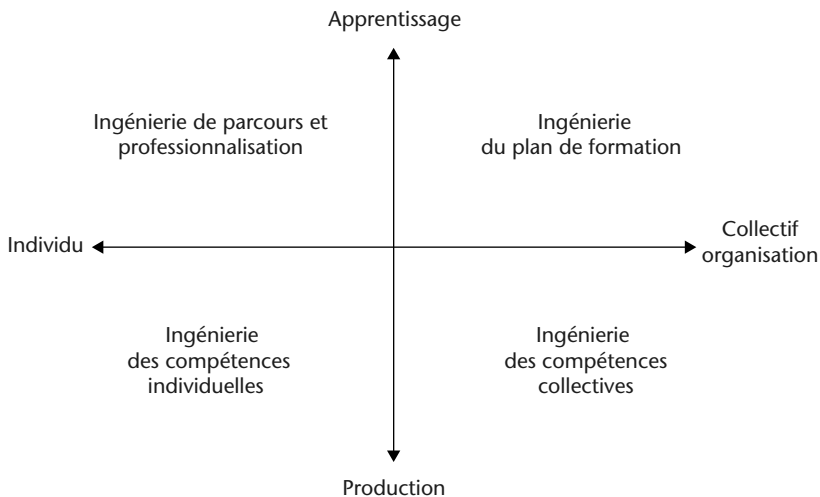 Apprentissage
Ingénierie de parcours et
professionnalisation
Ingénierie
du plan de formation
Individu
Collectif
organisation
Ingénierie
des compétences
individuelles
Ingénierie
des compétences
collectives
Production